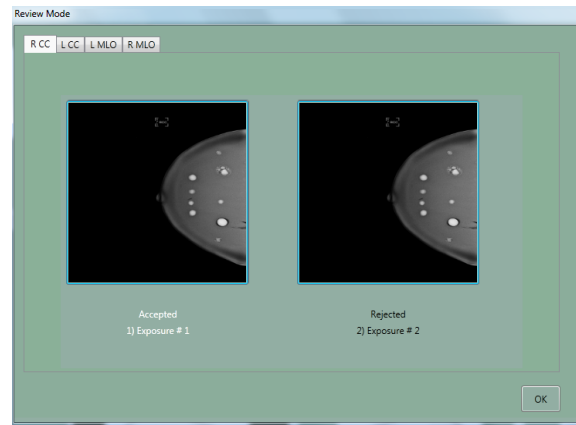 Review Mode
R CC
L CC
L MLO
R MLO
Accepted
1) Exposure # 1
Rejected
2) Exposure # 2
OK